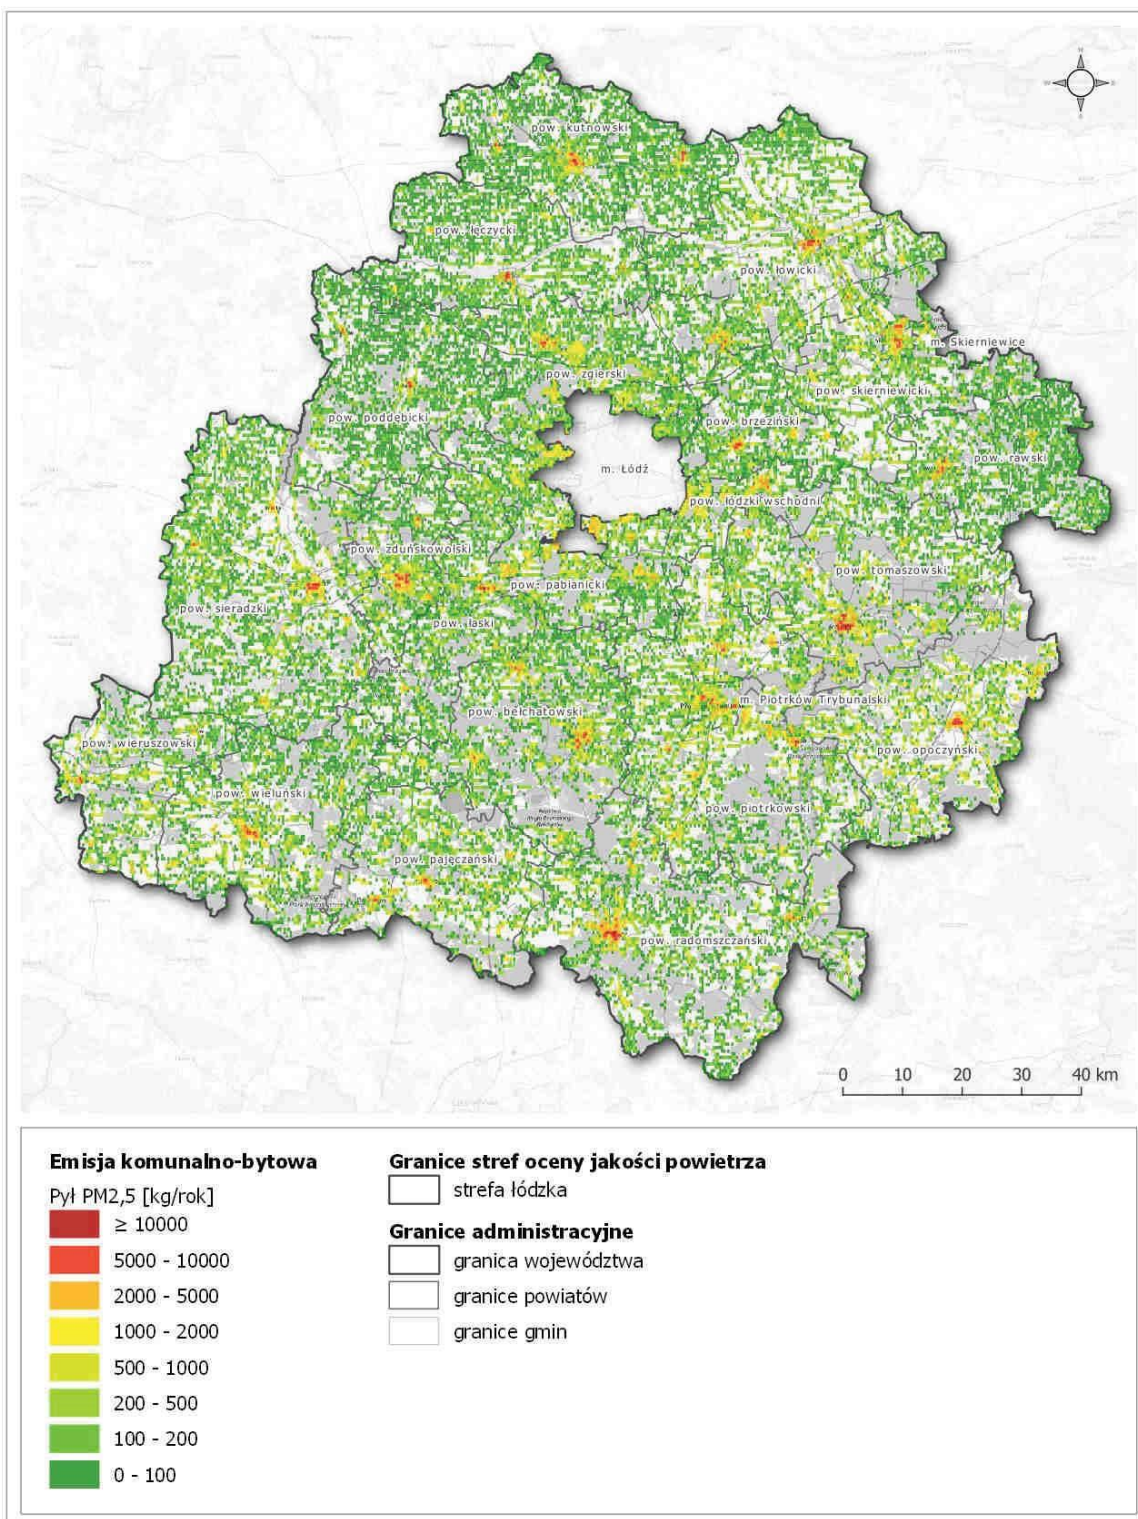 N
W
S
pow. kutnowski
pow. łęczycki
pow. łowicki
m. Skierniewice
pow. zgierski
pow. skierniewicki
pow. poddębicki
pow. brzeziński
pow. rawski
m. Łódź
pow. łódzki wschodni
pow. zduńskowolski
pow. pabianicki
pow. tomaszowski
pow. sieradzki
pow. łaski
m. Piotrków Trybunalski
pow. bełchatowski
pow. wieruszowski
pow. opoczyński
pow. wieluński
pow. piotrkowski
pow. pajęczański
pow. radomszczański
0 10 20 30 40 km
Emisja komunalno-bytowa
Pył PM2,5 [kg/rok]
≥ 10000
5000 - 10000
2000 - 5000
1000 - 2000
500 - 1000
200 - 500
100 - 200
0 - 100
Granice stref oceny jakości powietrza
strefa łódzka
Granice administracyjne
granica województwa
granice powiatów
granice gmin